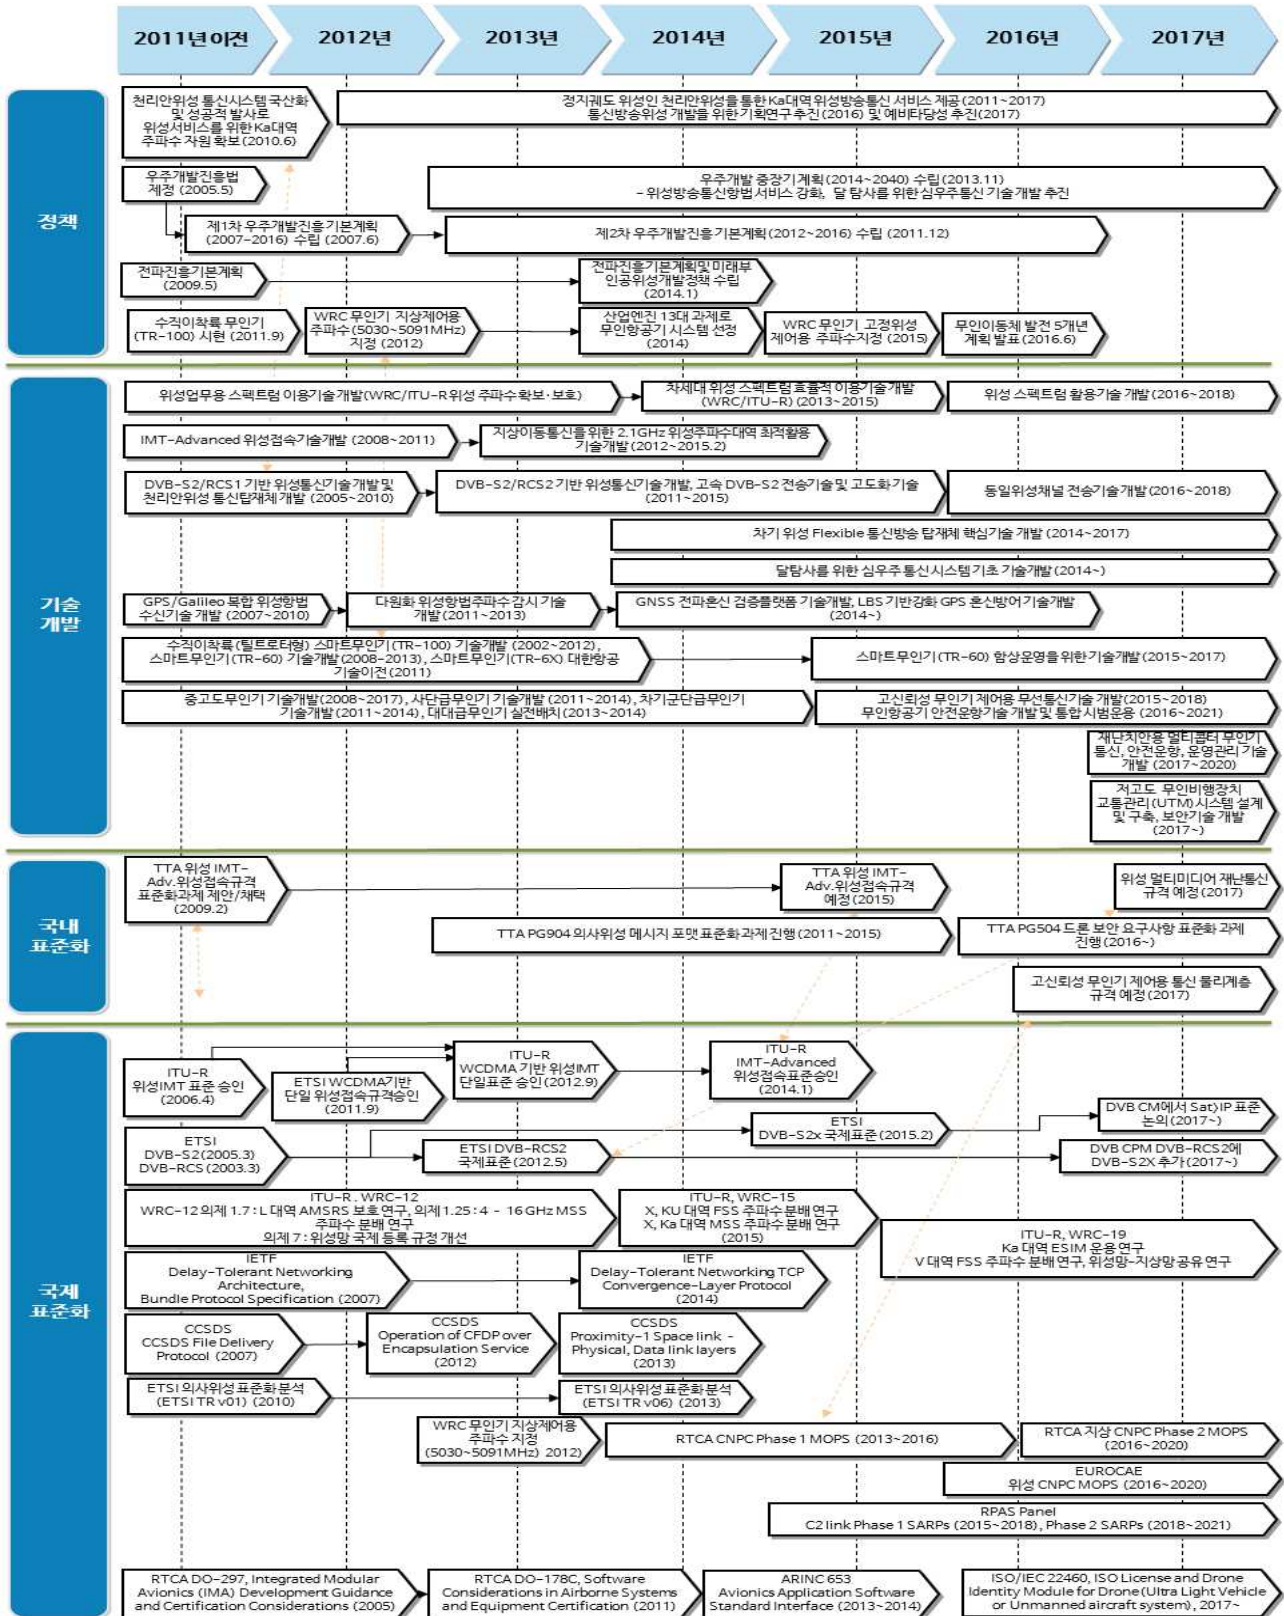 2011년 이전
2012년
2013년
2014년
2015년
2016년
2017년
정책
천리안위성 통신시스템 국산화
및 성공적 발사로
위성서비스를 위한 Ka대역
주파수 자원 확보(2010.6)
정지궤도 위성인 천리안위성을 통한 Ka대역 위성방송통신 서비스 제공(2011~2017)
통신방송위성 개발을 위한 기획연구 추진(2016) 및 예비타당성 추진(2017)
우주개발진흥법
제정(2005.5)
우주개발 중장기 계획(2014~2040) 수립(2013.11)
- 위성방송통신항법 서비스 강화, 달 탐사를 위한 심우주통신 기술개발 추진
제1차 우주개발진흥 기본계획
(2007-2016) 수립(2007.6)
제2차 우주개발진흥 기본계획(2012~2016) 수립(2011.12)
전파진흥기본계획
(2009.5)
전파진흥기본계획 및 미래부
인공위성개발정책 수립
(2014.1)
수직이착륙 무인기
(TR-100) 시현(2011.9)
WRC 무인기 지상제어용
주파수(5030~5091MHz)
지정(2012)
산업엔진 13대 과제로
무인항공기 시스템 선정
(2014)
WRC 무인기 고정위성
제어용 주파수지정(2015)
무인이동체 발전 5개년
계획 발표(2016.6)
기술
개발
위성업무용 스펙트럼 이용기술개발(WRC/ITU-R 위성 주파수 확보·보호)
차세대 위성 스펙트럼 효율적 이용기술개발
(WRC/ITU-R) (2013~2015)
위성 스펙트럼 활용기술 개발(2016~2018)
IMT-Advanced 위성접속기술개발(2008~2011)
지상이동통신을 위한 2.1GHz 위성주파수대역 최적활용
기술개발(2012~2015.2)
DVB-S2/RCS1 기반 위성통신기술개발 및
천리안위성 통신탑재체 개발(2005~2010)
DVB-S2/RCS2 기반 위성통신기술개발, 고속 DVB-S2 전송기술 및 고도화 기술
(2011~2015)
동일위성채널 전송기술개발(2016~2018)
차기 위성 Flexible 통신방송 탑재체 핵심기술 개발(2014~2017)
달탐사를 위한 심우주 통신시스템 기초 기술개발(2014~)
GPS/Galileo 복합 위성항법
수신기술 개발(2007~2010)
다원화 위성항법주파수 감시 기술
개발(2011~2013)
GNSS 전파혼신 검증플랫폼 기술개발, LBS 기반강화 GPS 혼신방어 기술개발
(2014~)
수직이착륙(틸트로터형) 스마트무인기(TR-100) 기술개발 (2002~2012),
스마트무인기(TR-60) 기술개발(2008-2013), 스마트무인기(TR-6X) 대한항공
기술이전(2011)
스마트무인기(TR-60) 함상운영을 위한 기술개발(2015~2017)
중고도무인기 기술개발(2008~2017), 사단급무인기 기술개발(2011~2014), 차기군단급무인기
기술개발(2011~2014), 대대급무인기 실전배치(2013~2014)
고신뢰성 무인기 제어용 무선통신기술 개발(2015~2018)
무인항공기 안전운항기술 개발 및 통합 시범운용 (2016~2021)
재난치안용 멀티콥터 무인기
통신, 안전운항, 운영관리 기술
개발(2017~2020)
저고도 무인비행장치
교통관리(UTM) 시스템 설계
및 구축, 보안기술 개발
(2017~)
국내
표준화
TTA 위성 IMT-
Adv.위성접속규격
표준화과제 제안/채택
(2009.2)
TTA 위성 IMT-
Adv.위성접속규격
예정(2015)
위성 멀티미디어 재난통신
규격 예정(2017)
TTA PG904 의사위성 메시지 포맷 표준화 과제 진행(2011~2015)
TTA PG504 드론 보안 요구사항 표준화 과제
진행(2016~)
고신뢰성 무인기 제어용 통신 물리계층
규격 예정(2017)
국제
표준화
ITU-R
위성IMT 표준 승인
(2006.4)
ETSI WCDMA기반
단일 위성접속규격승인
(2011.9)
ITU-R
WCDMA 기반 위성IMT
단일표준 승인(2012.9)
ITU-R
IMT-Advanced
위성접속표준승인
(2014.1)
ETSI
DVB-S2(2005.3)
DVB-RCS(2003.3)
ETSI DVB-RCS2
국제표준(2012.5)
ETSI
DVB-S2x 국제표준(2015.2)
DVB CM에서 Sat>IP 표준
논의(2017~)
DVB CPM DVB-RCS2에
DVB-S2X 추가(2017~)
ITU-R . WRC-12
WRC-12 의제 1.7 : L 대역 AMSRS 보호 연구, 의제 1.25 : 4 - 16 GHz MSS
주파수 분배 연구
의제 7 : 위성망 국제 등록 규정 개선
ITU-R, WRC-15
X, KU 대역 FSS 주파수 분배 연구
X, Ka 대역 MSS 주파수 분배 연구
(2015)
ITU-R, WRC-19
Ka 대역 ESIM 운용 연구
V 대역 FSS 주파수 분배 연구, 위성망-지상망 공유 연구
IETF
Delay-Tolerant Networking
Architecture,
Bundle Protocol Specification (2007)
IETF
Delay-Tolerant Networking TCP
Convergence-Layer Protocol
(2014)
CCSDS
CCSDS File Delivery
Protocol (2007)
CCSDS
Operation of CFDP over
Encapsulation Service
(2012)
CCSDS
Proximity-1 Space link -
Physical, Data link layers
(2013)
ETSI 의사위성 표준화 분석
(ETSI TR v01) (2010)
ETSI 의사위성 표준화 분석
(ETSI TR v06) (2013)
WRC 무인기 지상제어용
주파수 지정
(5030~5091MHz) 2012)
RTCA CNPC Phase 1 MOPS (2013~2016)
RTCA 지상 CNPC Phase 2 MOPS
(2016~2020)
EUROCAE
위성 CNPC MOPS (2016~2020)
RPAS Panel
C2 link Phase 1 SARPs (2015~2018), Phase 2 SARPs (2018~2021)
RTCA DO-297, Integrated Modular
Avionics (IMA) Development Guidance
and Certification Considerations (2005)
RTCA DO-178C, Software
Considerations in Airborne Systems
and Equipment Certification (2011)
ARINC 653
Avionics Application Software
Standard Interface (2013~2014)
ISO/IEC 22460, ISO License and Drone
Identity Module for Drone (Ultra Light Vehicle
or Unmanned aircraft system), 2017~